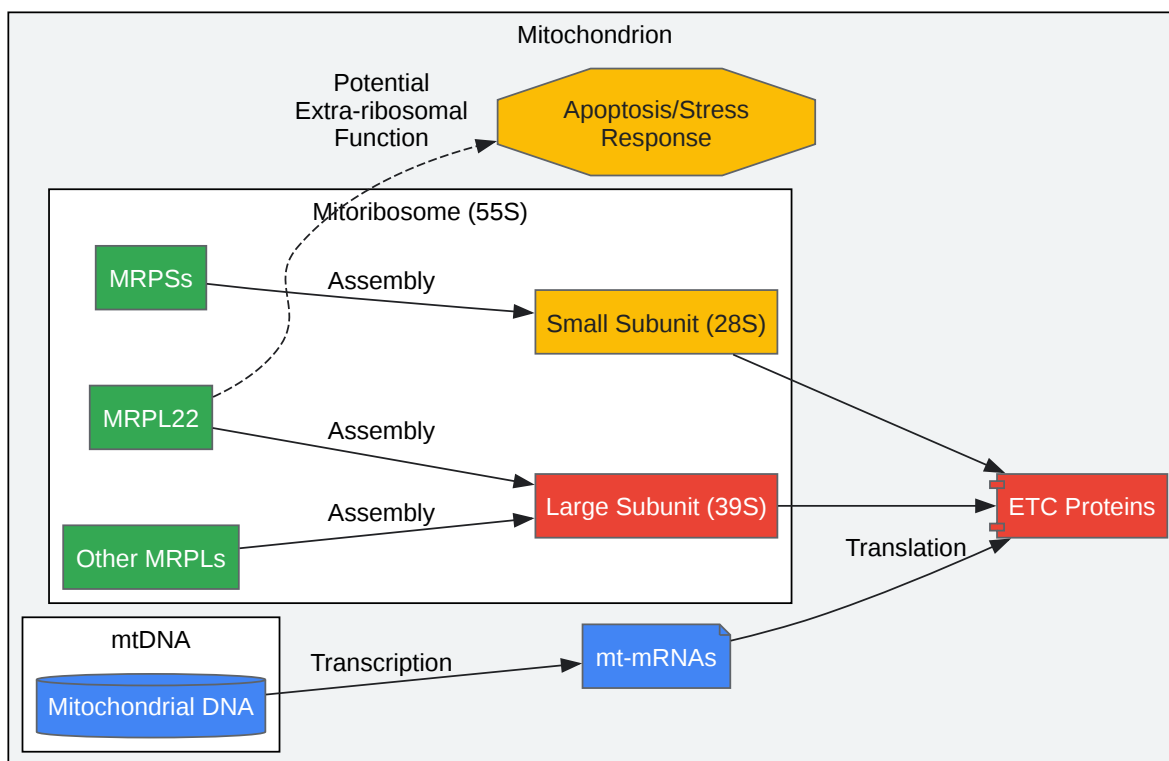 Mitochondrion
Potential
Extra-ribosomal
Function
Apoptosis/Stress
Response
Mitoribosome (55S)
MRPSs
Assembly
Small Subunit (28S)
MRPL22
Assembly
Large Subunit (39S)
ETC Proteins
Assembly
Other MRPLs
Translation
mtDNA
Transcription
mt-mRNAs
Mitochondrial DNA